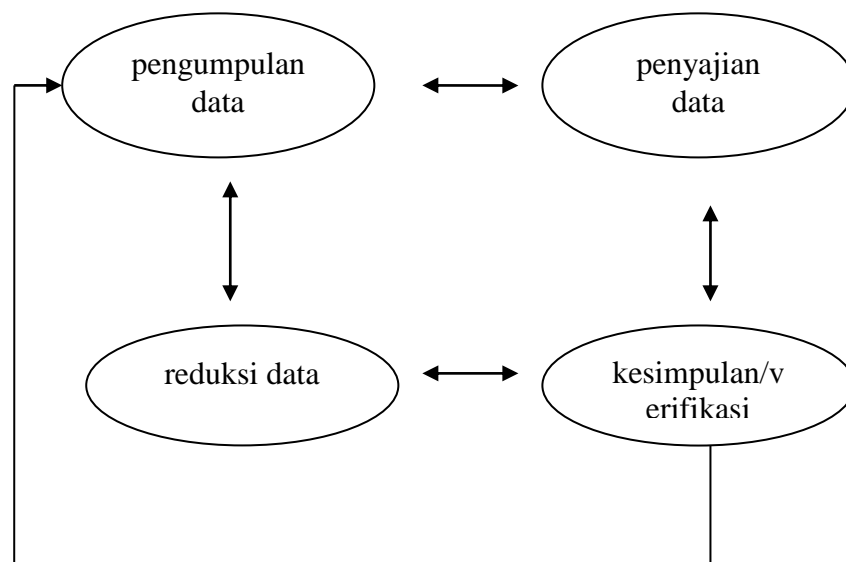 pengumpulan
data
penyajian
data
reduksi data
kesimpulan/v
erifikasi